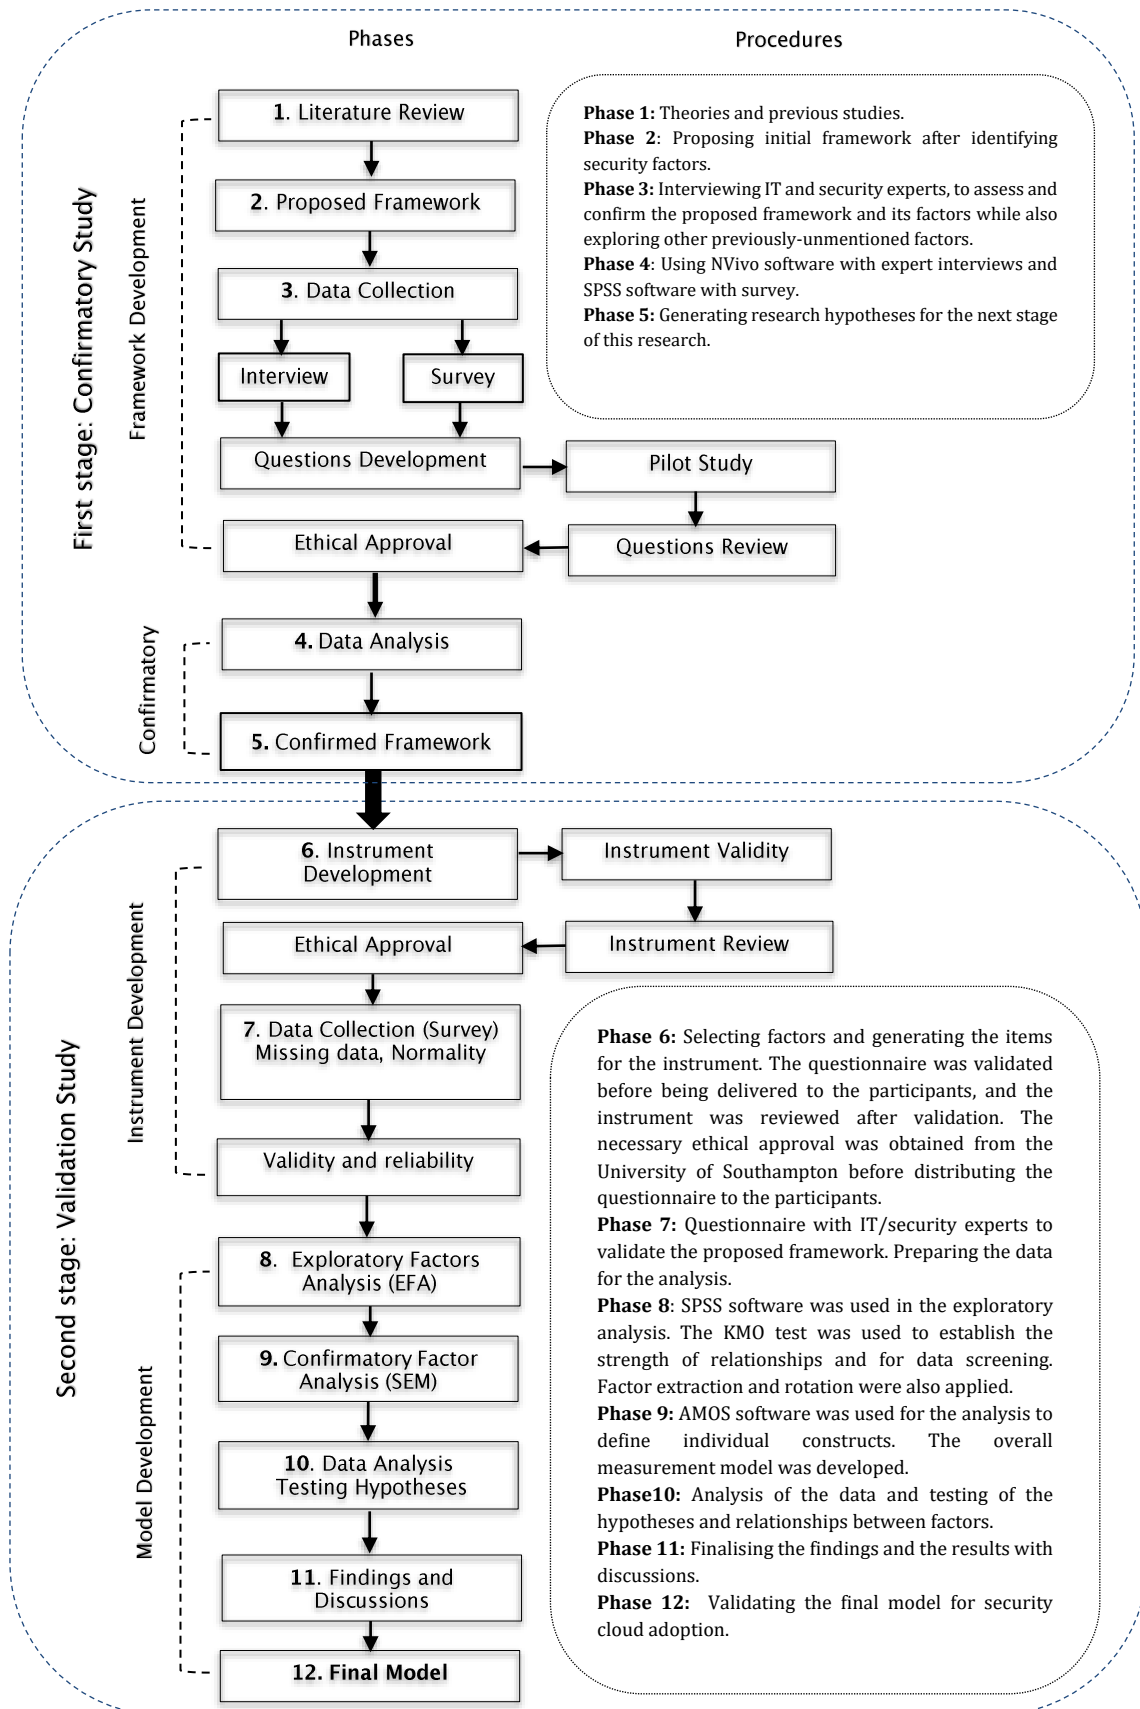 Phases
Procedures
First stage: Confirmatory Study
Framework Development
1. Literature Review
2. Proposed Framework
3. Data Collection
Interview
Survey
Questions Development
Pilot Study
Questions Review
Ethical Approval
Confirmatory
4. Data Analysis
5. Confirmed Framework
Phase 1: Theories and previous studies.
Phase 2: Proposing initial framework after identifying
security factors.
Phase 3: Interviewing IT and security experts, to assess and
confirm the proposed framework and its factors while also
exploring other previously-unmentioned factors.
Phase 4: Using NVivo software with expert interviews and
SPSS software with survey.
Phase 5: Generating research hypotheses for the next stage
of this research.
Second stage: Validation Study
Instrument Development
6. Instrument
Development
Instrument Validity
Instrument Review
Ethical Approval
7. Data Collection (Survey)
Missing data, Normality
Validity and reliability
Model Development
8. Exploratory Factors
Analysis (EFA)
9. Confirmatory Factor
Analysis (SEM)
10. Data Analysis
Testing Hypotheses
11. Findings and
Discussions
12. Final Model
Phase 6: Selecting factors and generating the items
for the instrument. The questionnaire was validated
before being delivered to the participants, and the
instrument was reviewed after validation. The
necessary ethical approval was obtained from the
University of Southampton before distributing the
questionnaire to the participants.
Phase 7: Questionnaire with IT/security experts to
validate the proposed framework. Preparing the data
for the analysis.
Phase 8: SPSS software was used in the exploratory
analysis. The KMO test was used to establish the
strength of relationships and for data screening.
Factor extraction and rotation were also applied.
Phase 9: AMOS software was used for the analysis to
define individual constructs. The overall
measurement model was developed.
Phase10: Analysis of the data and testing of the
hypotheses and relationships between factors.
Phase 11: Finalising the findings and the results with
discussions.
Phase 12: Validating the final model for security
cloud adoption.